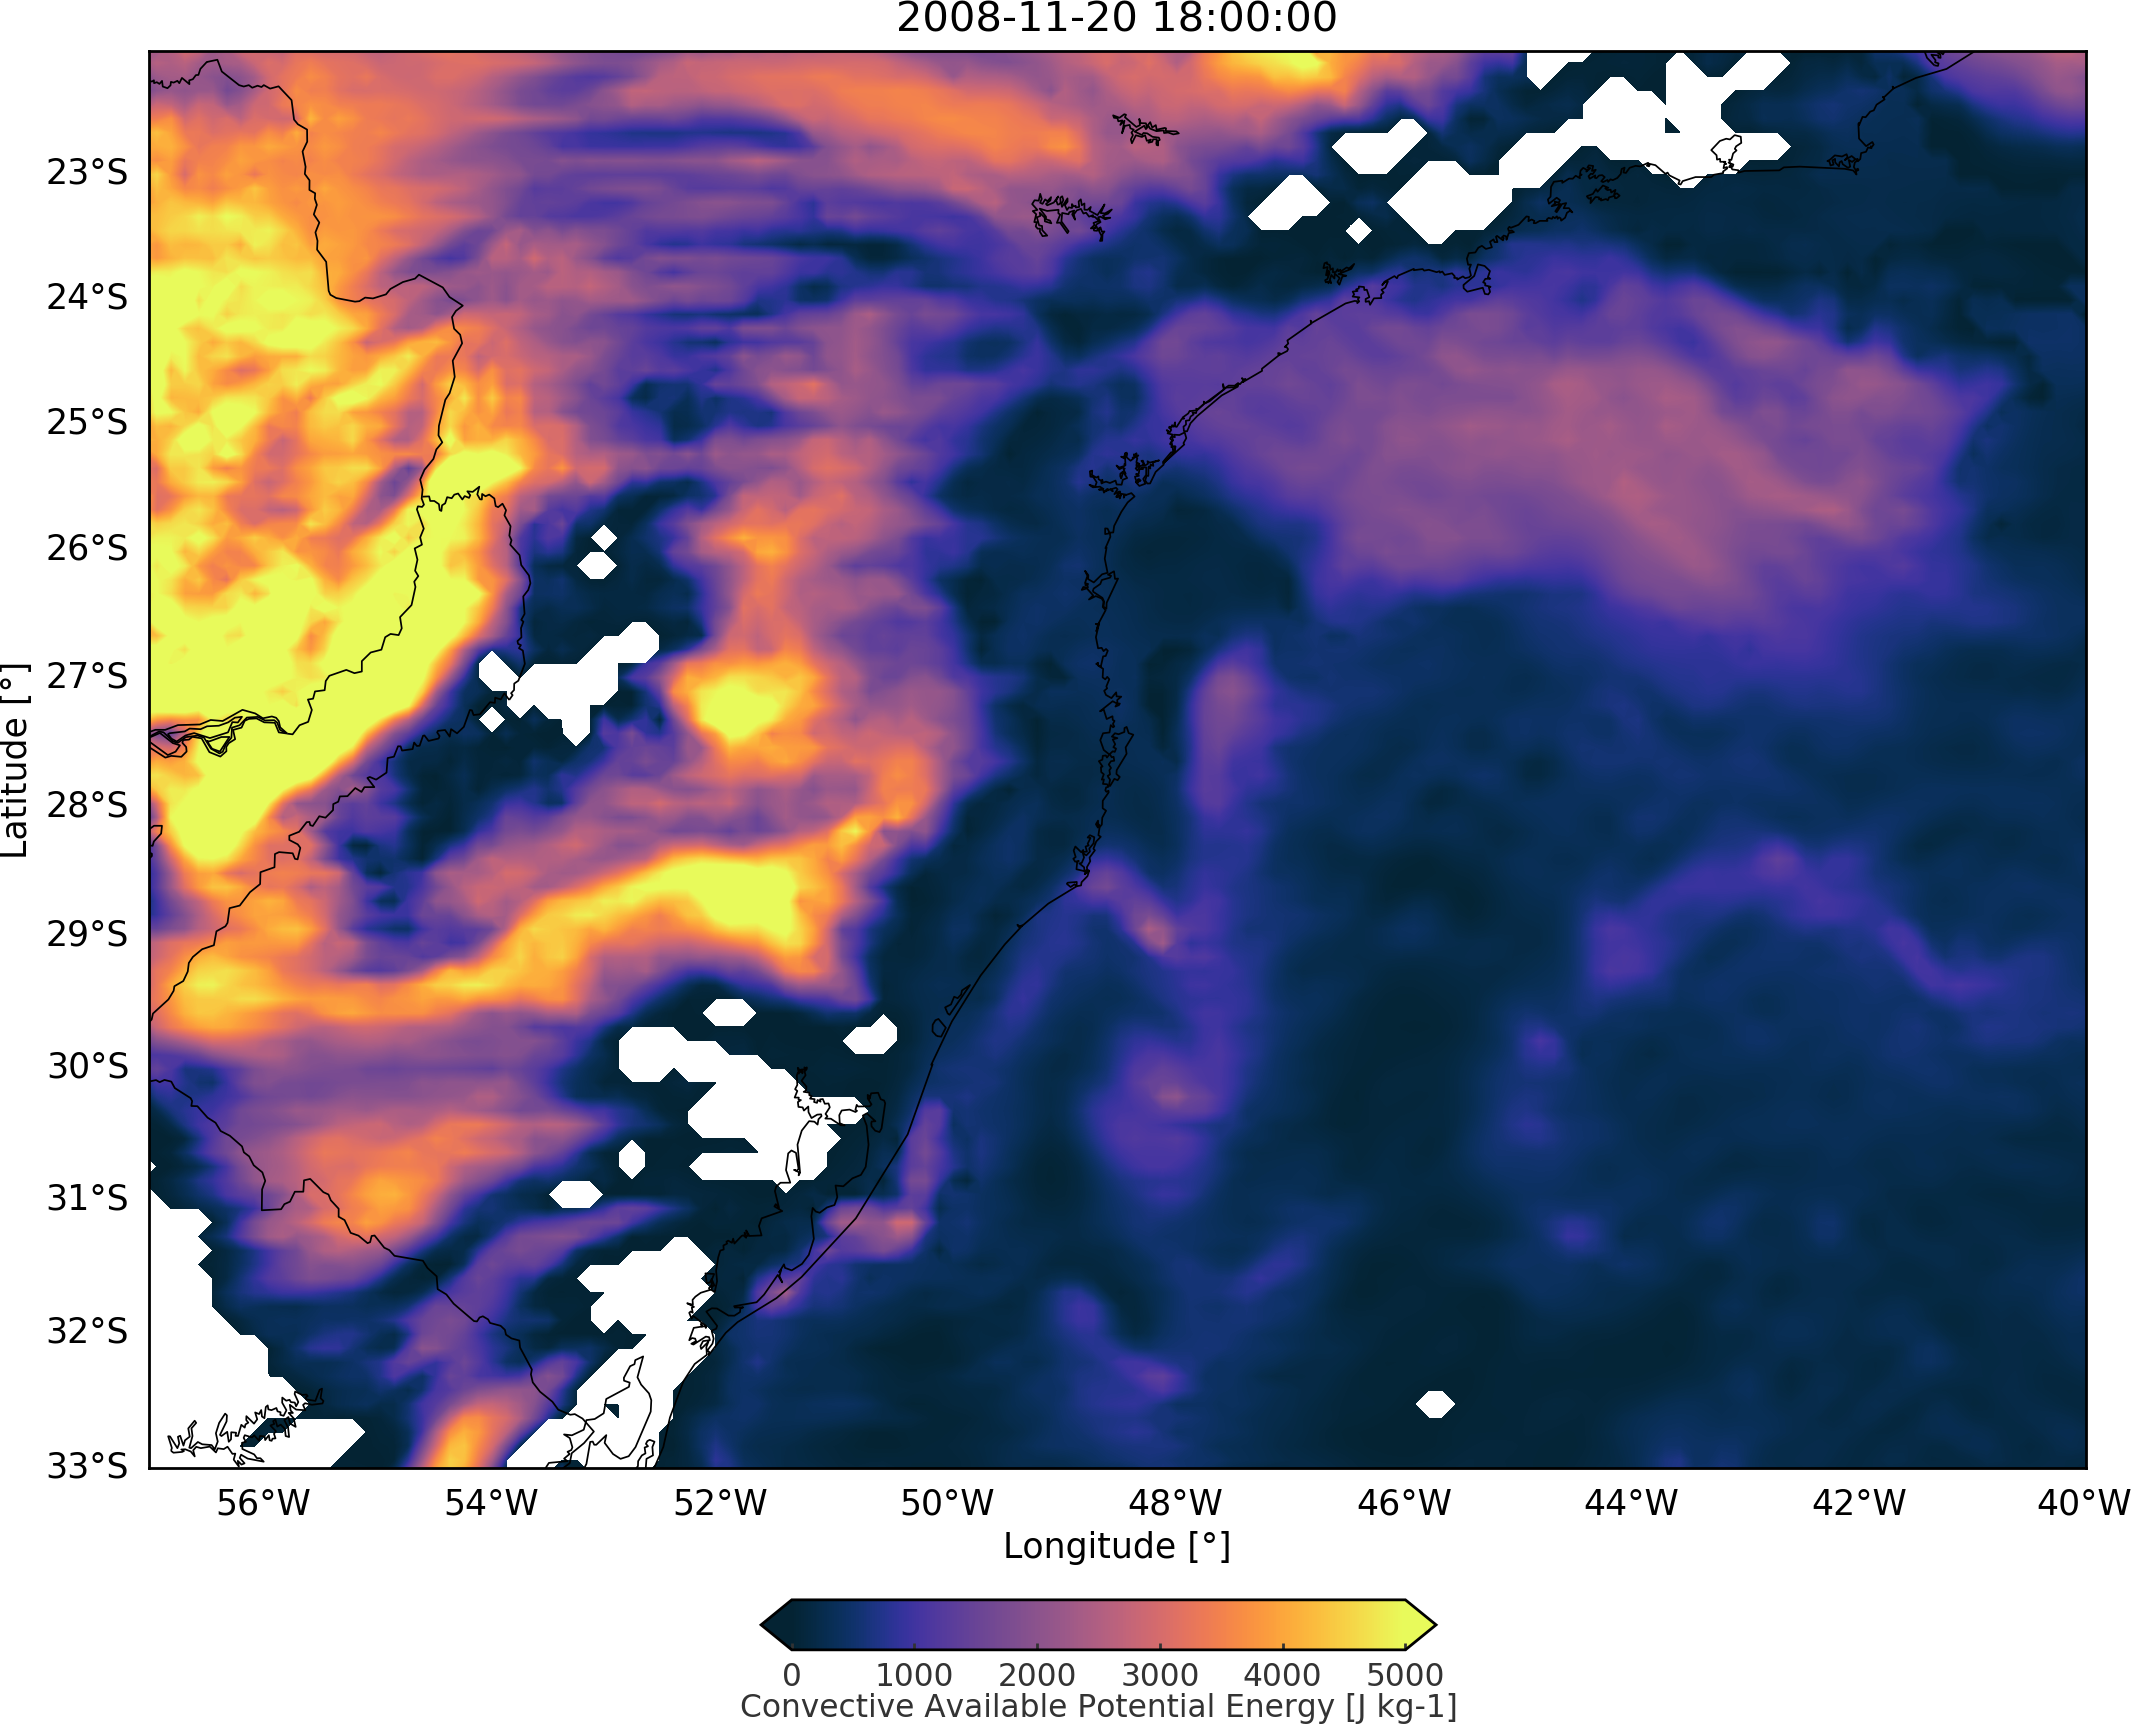 2008-11-20 18:00:00
23°S
24°S
25°S
26°S
27°S
28°S
29°S
30°S
31°S
32°S
33°S
Latitude [°]
56°W 54°W 52°W 50°W 48°W 46°W 44°W 42°W 40°W
Longitude [°]
0 1000 2000 3000 4000 5000
Convective Available Potential Energy [J kg-1]